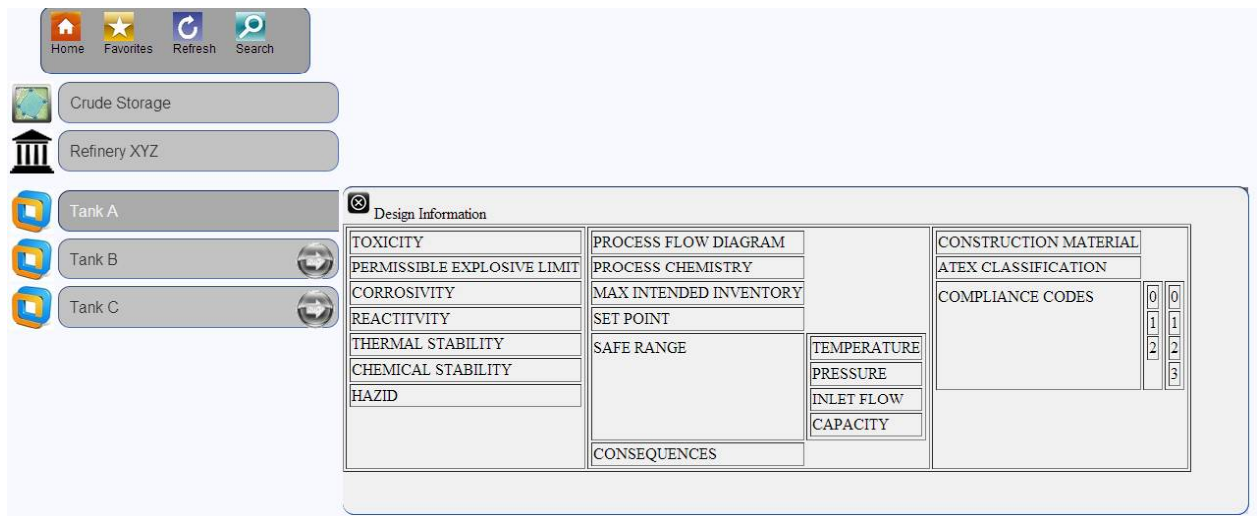 Home Favorites Refresh Search
Crude Storage
Refinery XYZ
Tank A
Tank B
Tank C
Design Information
TOXICITY
PERMISSIBLE EXPLOSIVE LIMIT
CORROSIVITY
REACTITVITY
THERMAL STABILITY
CHEMICAL STABILITY
HAZID
PROCESS FLOW DIAGRAM
PROCESS CHEMISTRY
MAX INTENDED INVENTORY
SET POINT
SAFE RANGE
TEMPERATURE
PRESSURE
INLET FLOW
CAPACITY
CONSEQUENCES
CONSTRUCTION MATERIAL
ATEX CLASSIFICATION
COMPLIANCE CODES
0 0
1 1
2 2
3